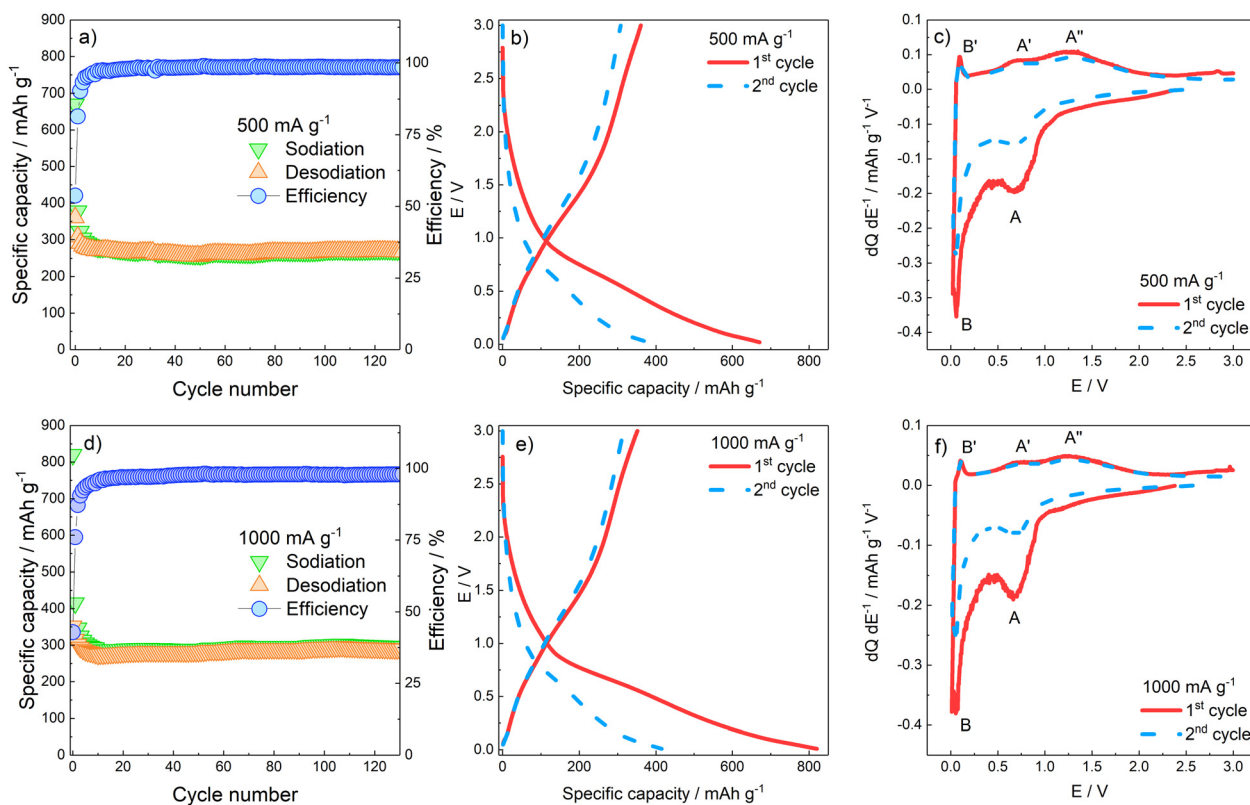 a)
900
800
700
600
500
400
300
200
100
0
Specific capacity / mAh g-1
100
75
50
25
0
Efficiency / %
500 mA g-1
Sodiation
Desodiation
Efficiency
0 20 40 60 80 100 120
Cycle number
b)
3.0
2.5
2.0
1.5
1.0
0.5
0.0
E / V
500 mA g-1
1st cycle
2nd cycle
0 200 400 600 800
Specific capacity / mAh g-1
c)
0.1
0.1
0.0
-0.1
-0.1
-0.2
-0.2
-0.3
-0.3
-0.4
dQ dE-1 / mAh g-1 V-1
B'
A'
A''
A
B
500 mA g-1
1st cycle
2nd cycle
0.0 0.5 1.0 1.5 2.0 2.5 3.0
E / V
d)
900
800
700
600
500
400
300
200
100
0
Specific capacity / mAh g-1
100
75
50
25
0
Efficiency / %
1000 mA g-1
Sodiation
Desodiation
Efficiency
0 20 40 60 80 100 120
Cycle number
e)
3.0
2.5
2.0
1.5
1.0
0.5
0.0
E / V
1000 mA g-1
1st cycle
2nd cycle
0 200 400 600 800
Specific capacity / mAh g-1
f)
0.1
0.0
-0.1
-0.2
-0.3
-0.4
dQ dE-1 / mAh g-1 V-1
B'
A'
A''
A
B
1000 mA g-1
1st cycle
2nd cycle
0.0 0.5 1.0 1.5 2.0 2.5 3.0
E / V